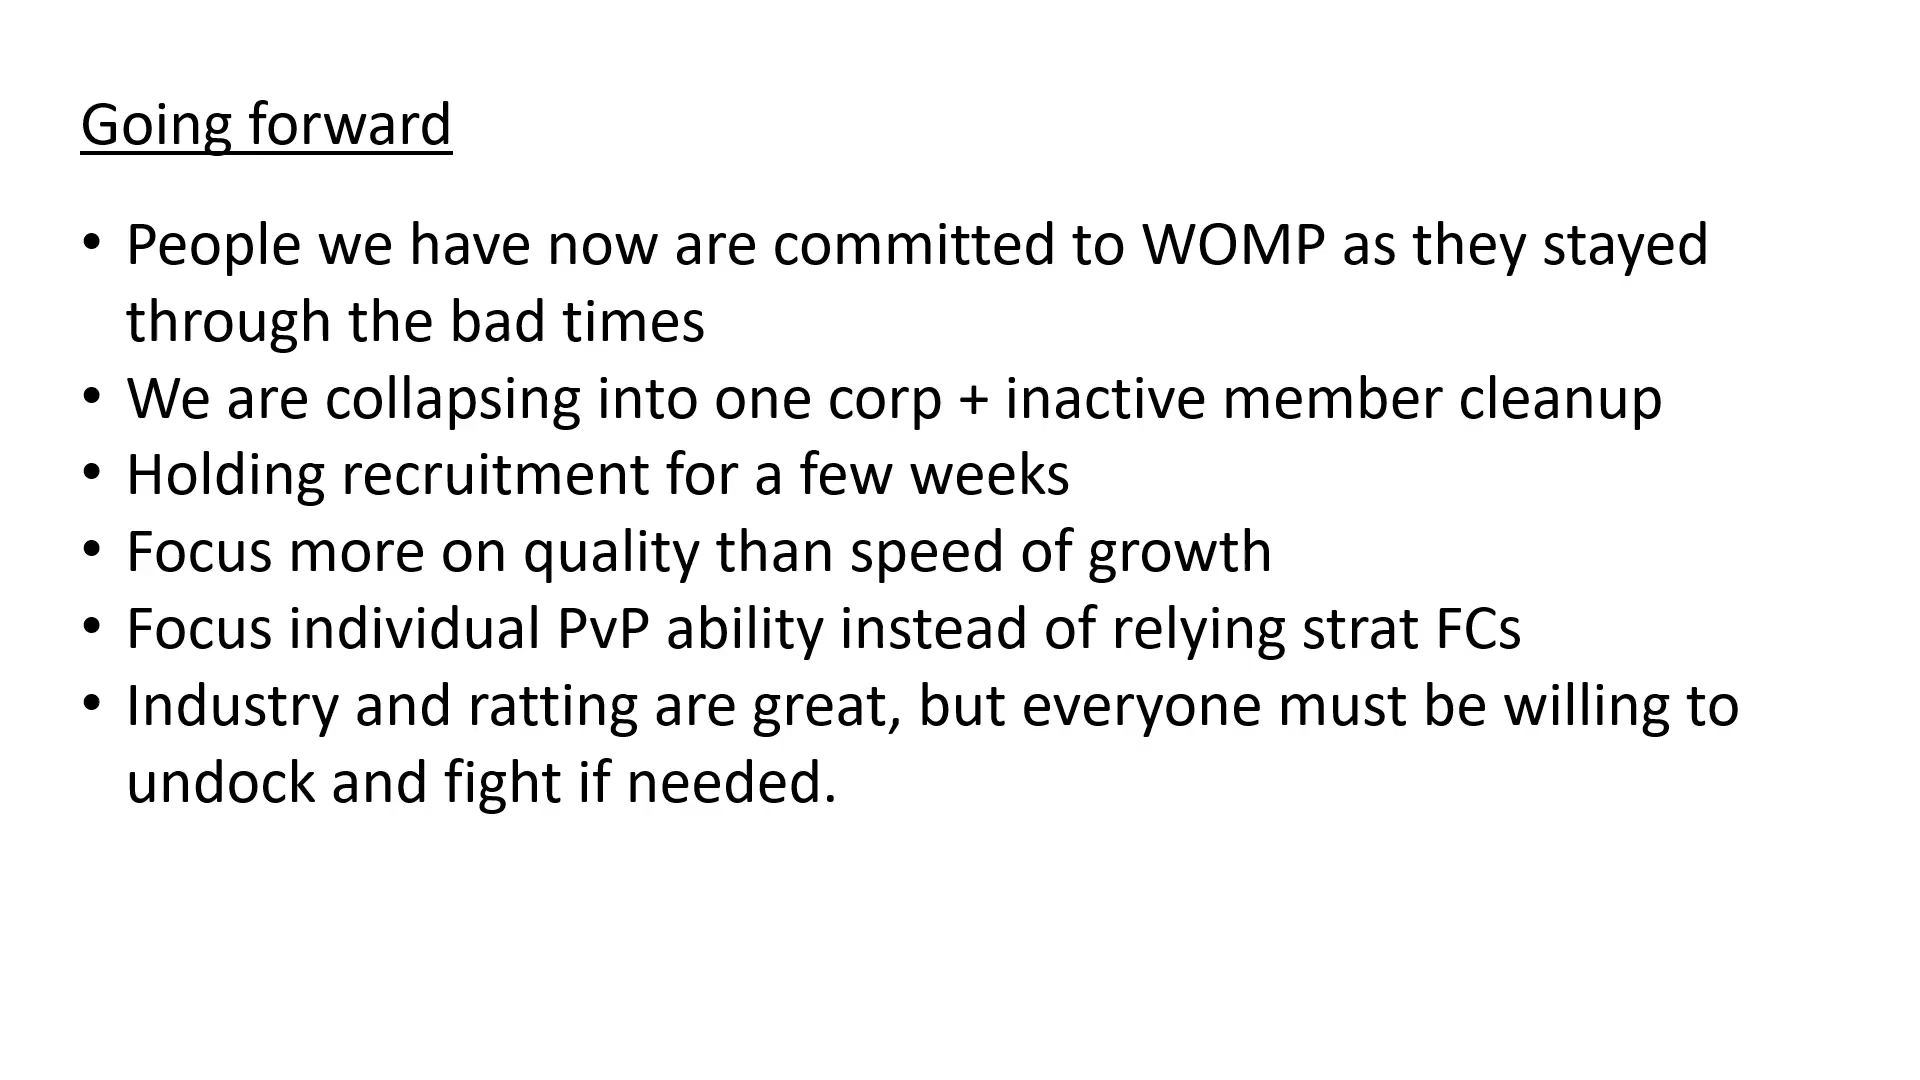 Going forward
• People we have now are committed to WOMP as they stayed
through the bad times
• We are collapsing into one corp + inactive member cleanup
• Holding recruitment for a few weeks
• Focus more on quality than speed of growth
• Focus individual PvP ability instead of relying strat FCs
• Industry and ratting are great, but everyone must be willing to
undock and fight if needed.